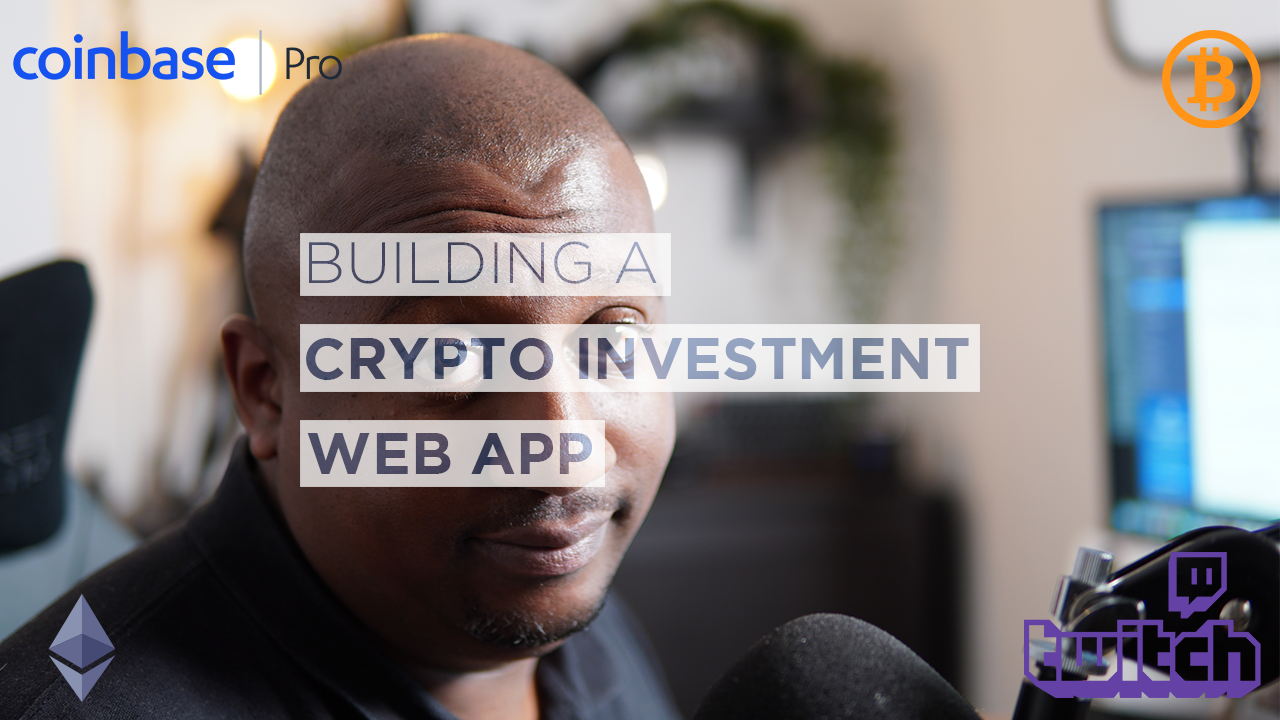 coinbase | Pro
BUILDING A
CRYPTO INVESTMENT
WEB APP
twitch